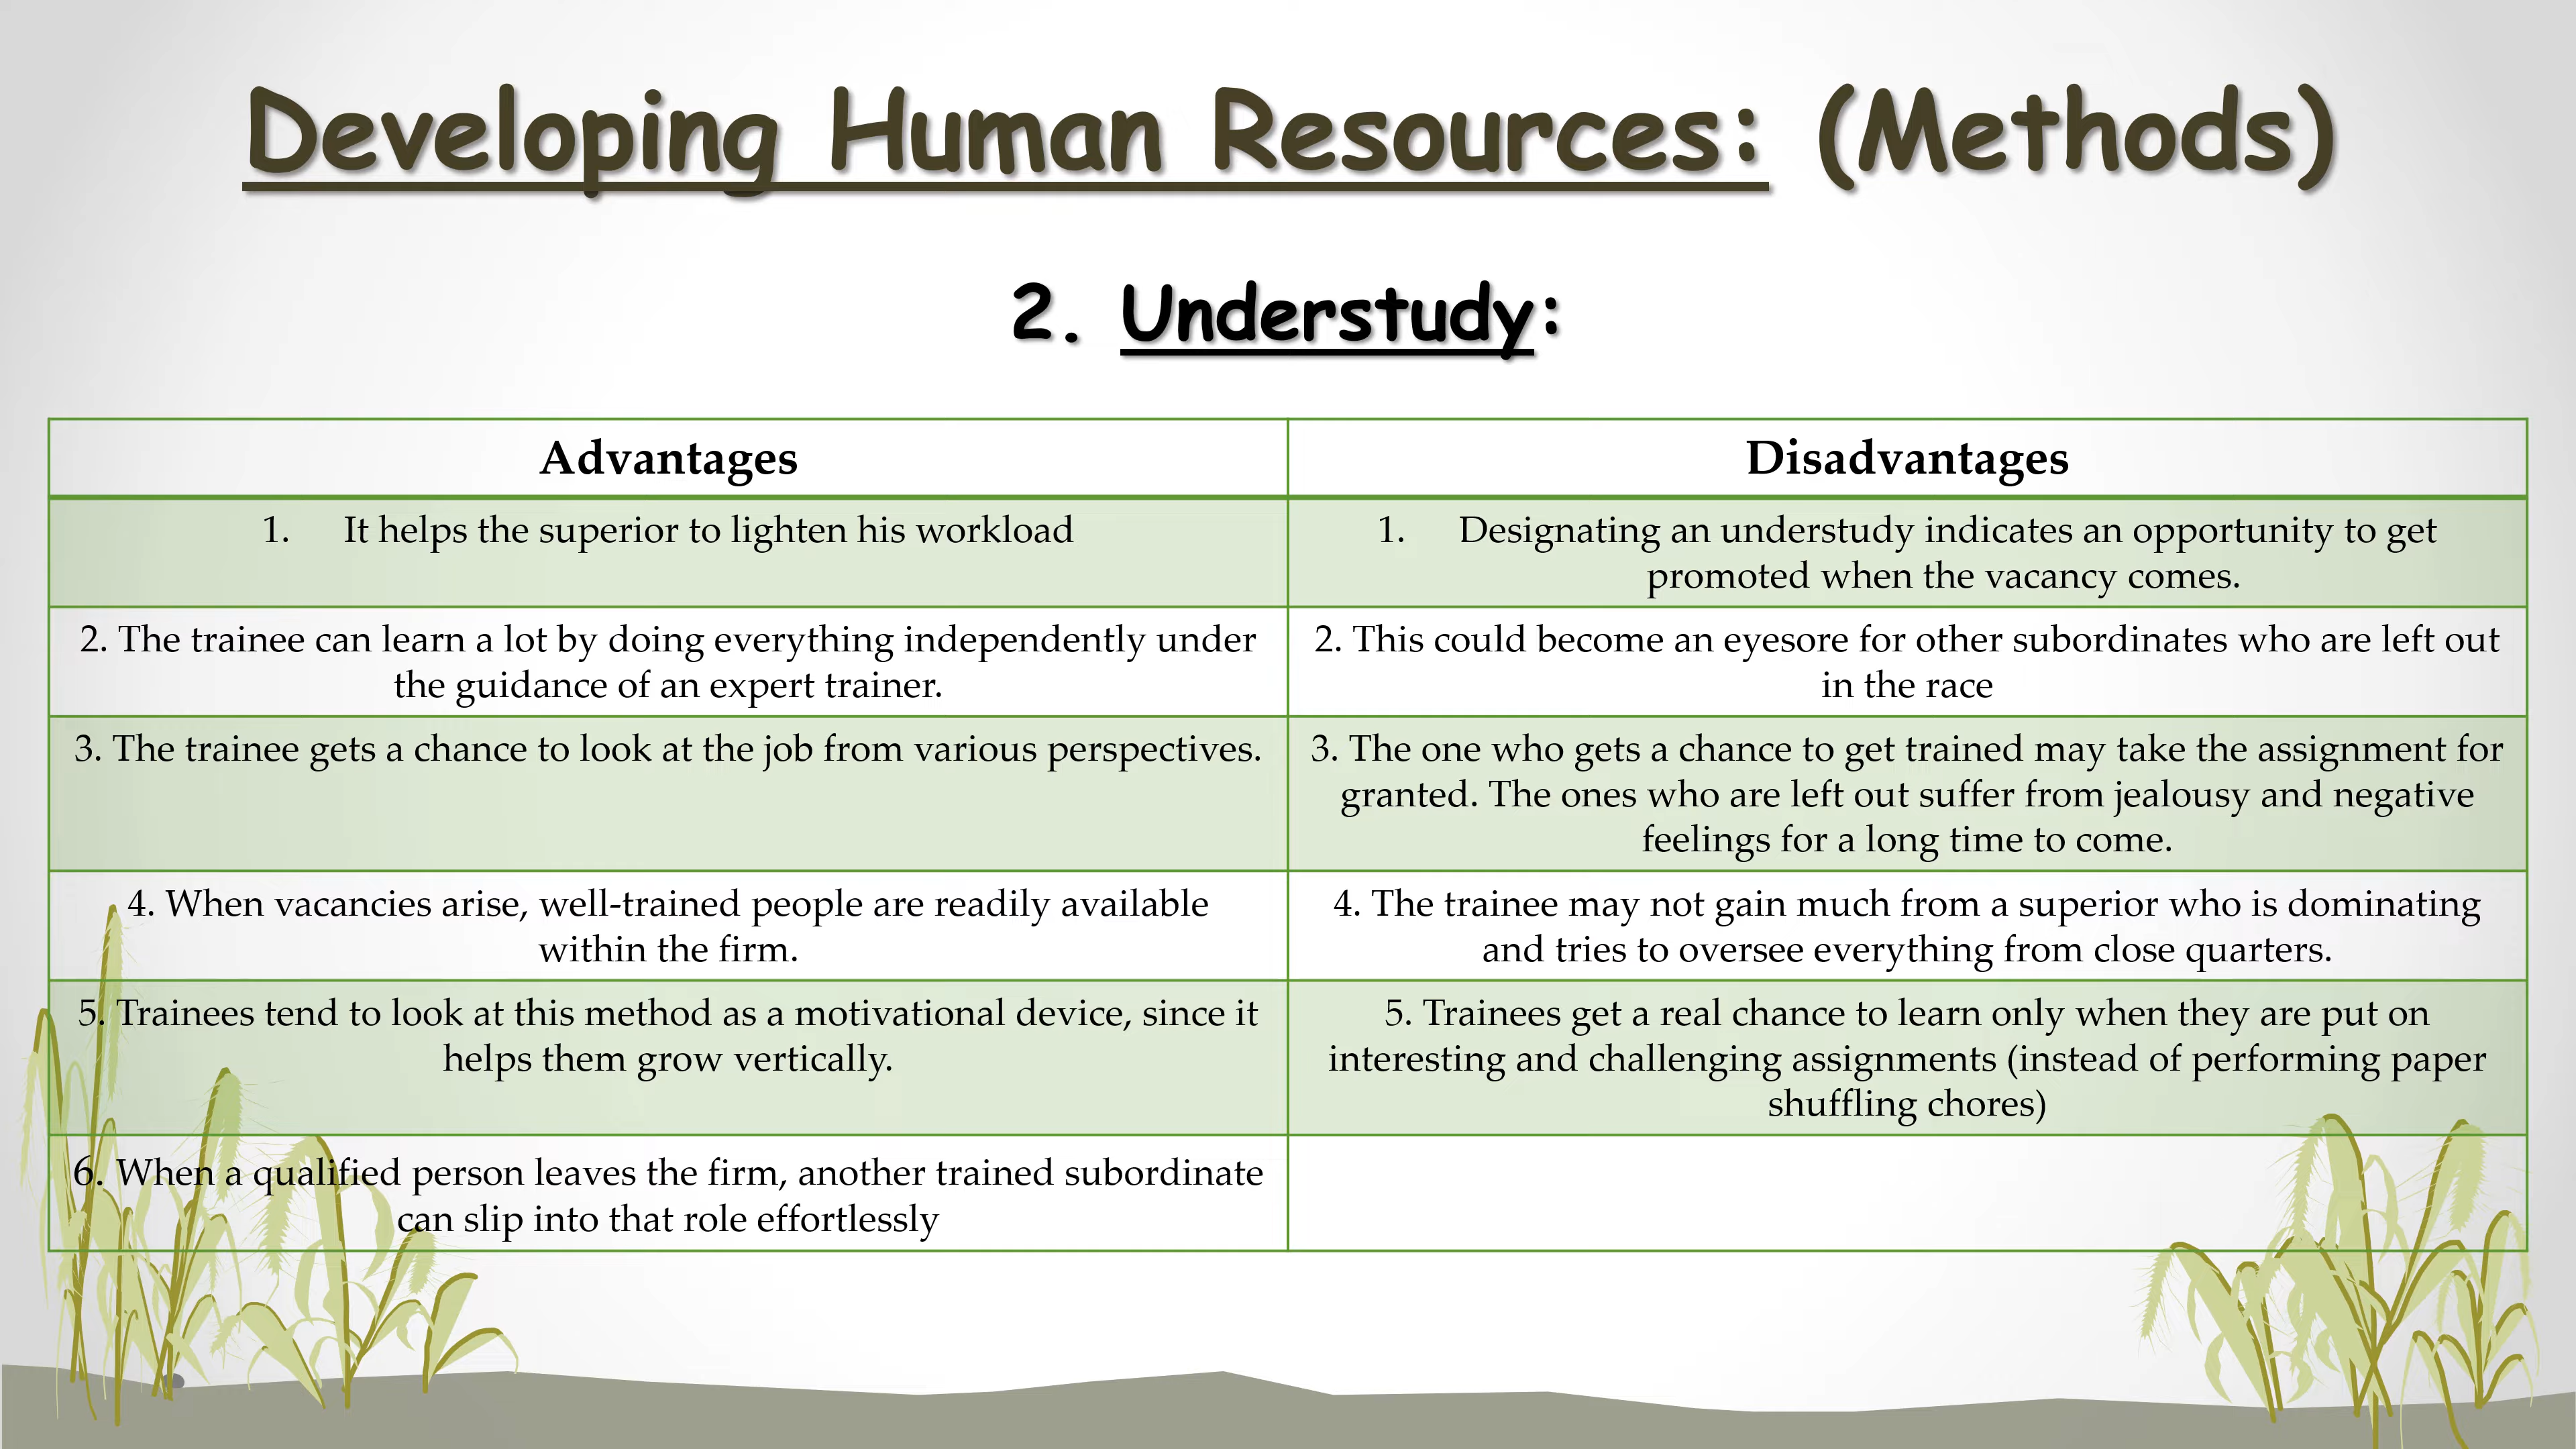 Developing Human Resources: (Methods)
2. Understudy:
Advantages
Disadvantages
1. It helps the superior to lighten his workload
1. Designating an understudy indicates an opportunity to get
promoted when the vacancy comes.
2. The trainee can learn a lot by doing everything independently under
the guidance of an expert trainer.
2. This could become an eyesore for other subordinates who are left out
in the race
3. The trainee gets a chance to look at the job from various perspectives.
3. The one who gets a chance to get trained may take the assignment for
granted. The ones who are left out suffer from jealousy and negative
feelings for a long time to come.
4. When vacancies arise, well-trained people are readily available
within the firm.
4. The trainee may not gain much from a superior who is dominating
and tries to oversee everything from close quarters.
5. Trainees tend to look at this method as a motivational device, since it
helps them grow vertically.
5. Trainees get a real chance to learn only when they are put on
interesting and challenging assignments (instead of performing paper
shuffling chores)
6. When a qualified person leaves the firm, another trained subordinate
can slip into that role effortlessly